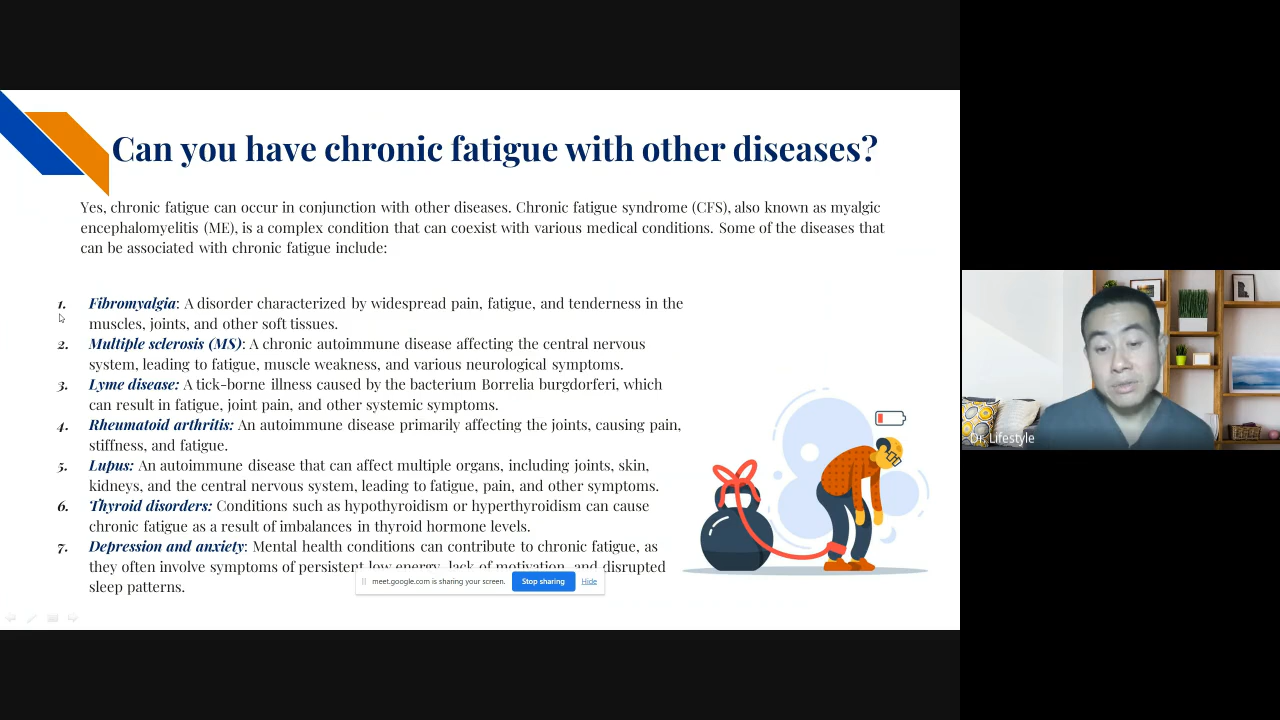 Can you have chronic fatigue with other diseases?
Yes, chronic fatigue can occur in conjunction with other diseases. Chronic fatigue syndrome (CFS), also known as myalgic
encephalomyelitis (ME), is a complex condition that can coexist with various medical conditions. Some of the diseases that
can be associated with chronic fatigue include:
1. Fibromyalgia: A disorder characterized by widespread pain, fatigue, and tenderness in the
muscles, joints, and other soft tissues.
2. Multiple sclerosis (MS): A chronic autoimmune disease affecting the central nervous
system, leading to fatigue, muscle weakness, and various neurological symptoms.
3. Lyme disease: A tick-borne illness caused by the bacterium Borrelia burgdorferi, which
can result in fatigue, joint pain, and other systemic symptoms.
4. Rheumatoid arthritis: An autoimmune disease primarily affecting the joints, causing pain,
stiffness, and fatigue.
5. Lupus: An autoimmune disease that can affect multiple organs, including joints, skin,
kidneys, and the central nervous system, leading to fatigue, pain, and other symptoms.
6. Thyroid disorders: Conditions such as hypothyroidism or hyperthyroidism can cause
chronic fatigue as a result of imbalances in thyroid hormone levels.
7. Depression and anxiety: Mental health conditions can contribute to chronic fatigue, as
they often involve symptoms of persistent low energy, lack of motivation, and disrupted
sleep patterns.
meet.google.com is sharing your screen. Stop sharing Hide
Dr. Lifestyle